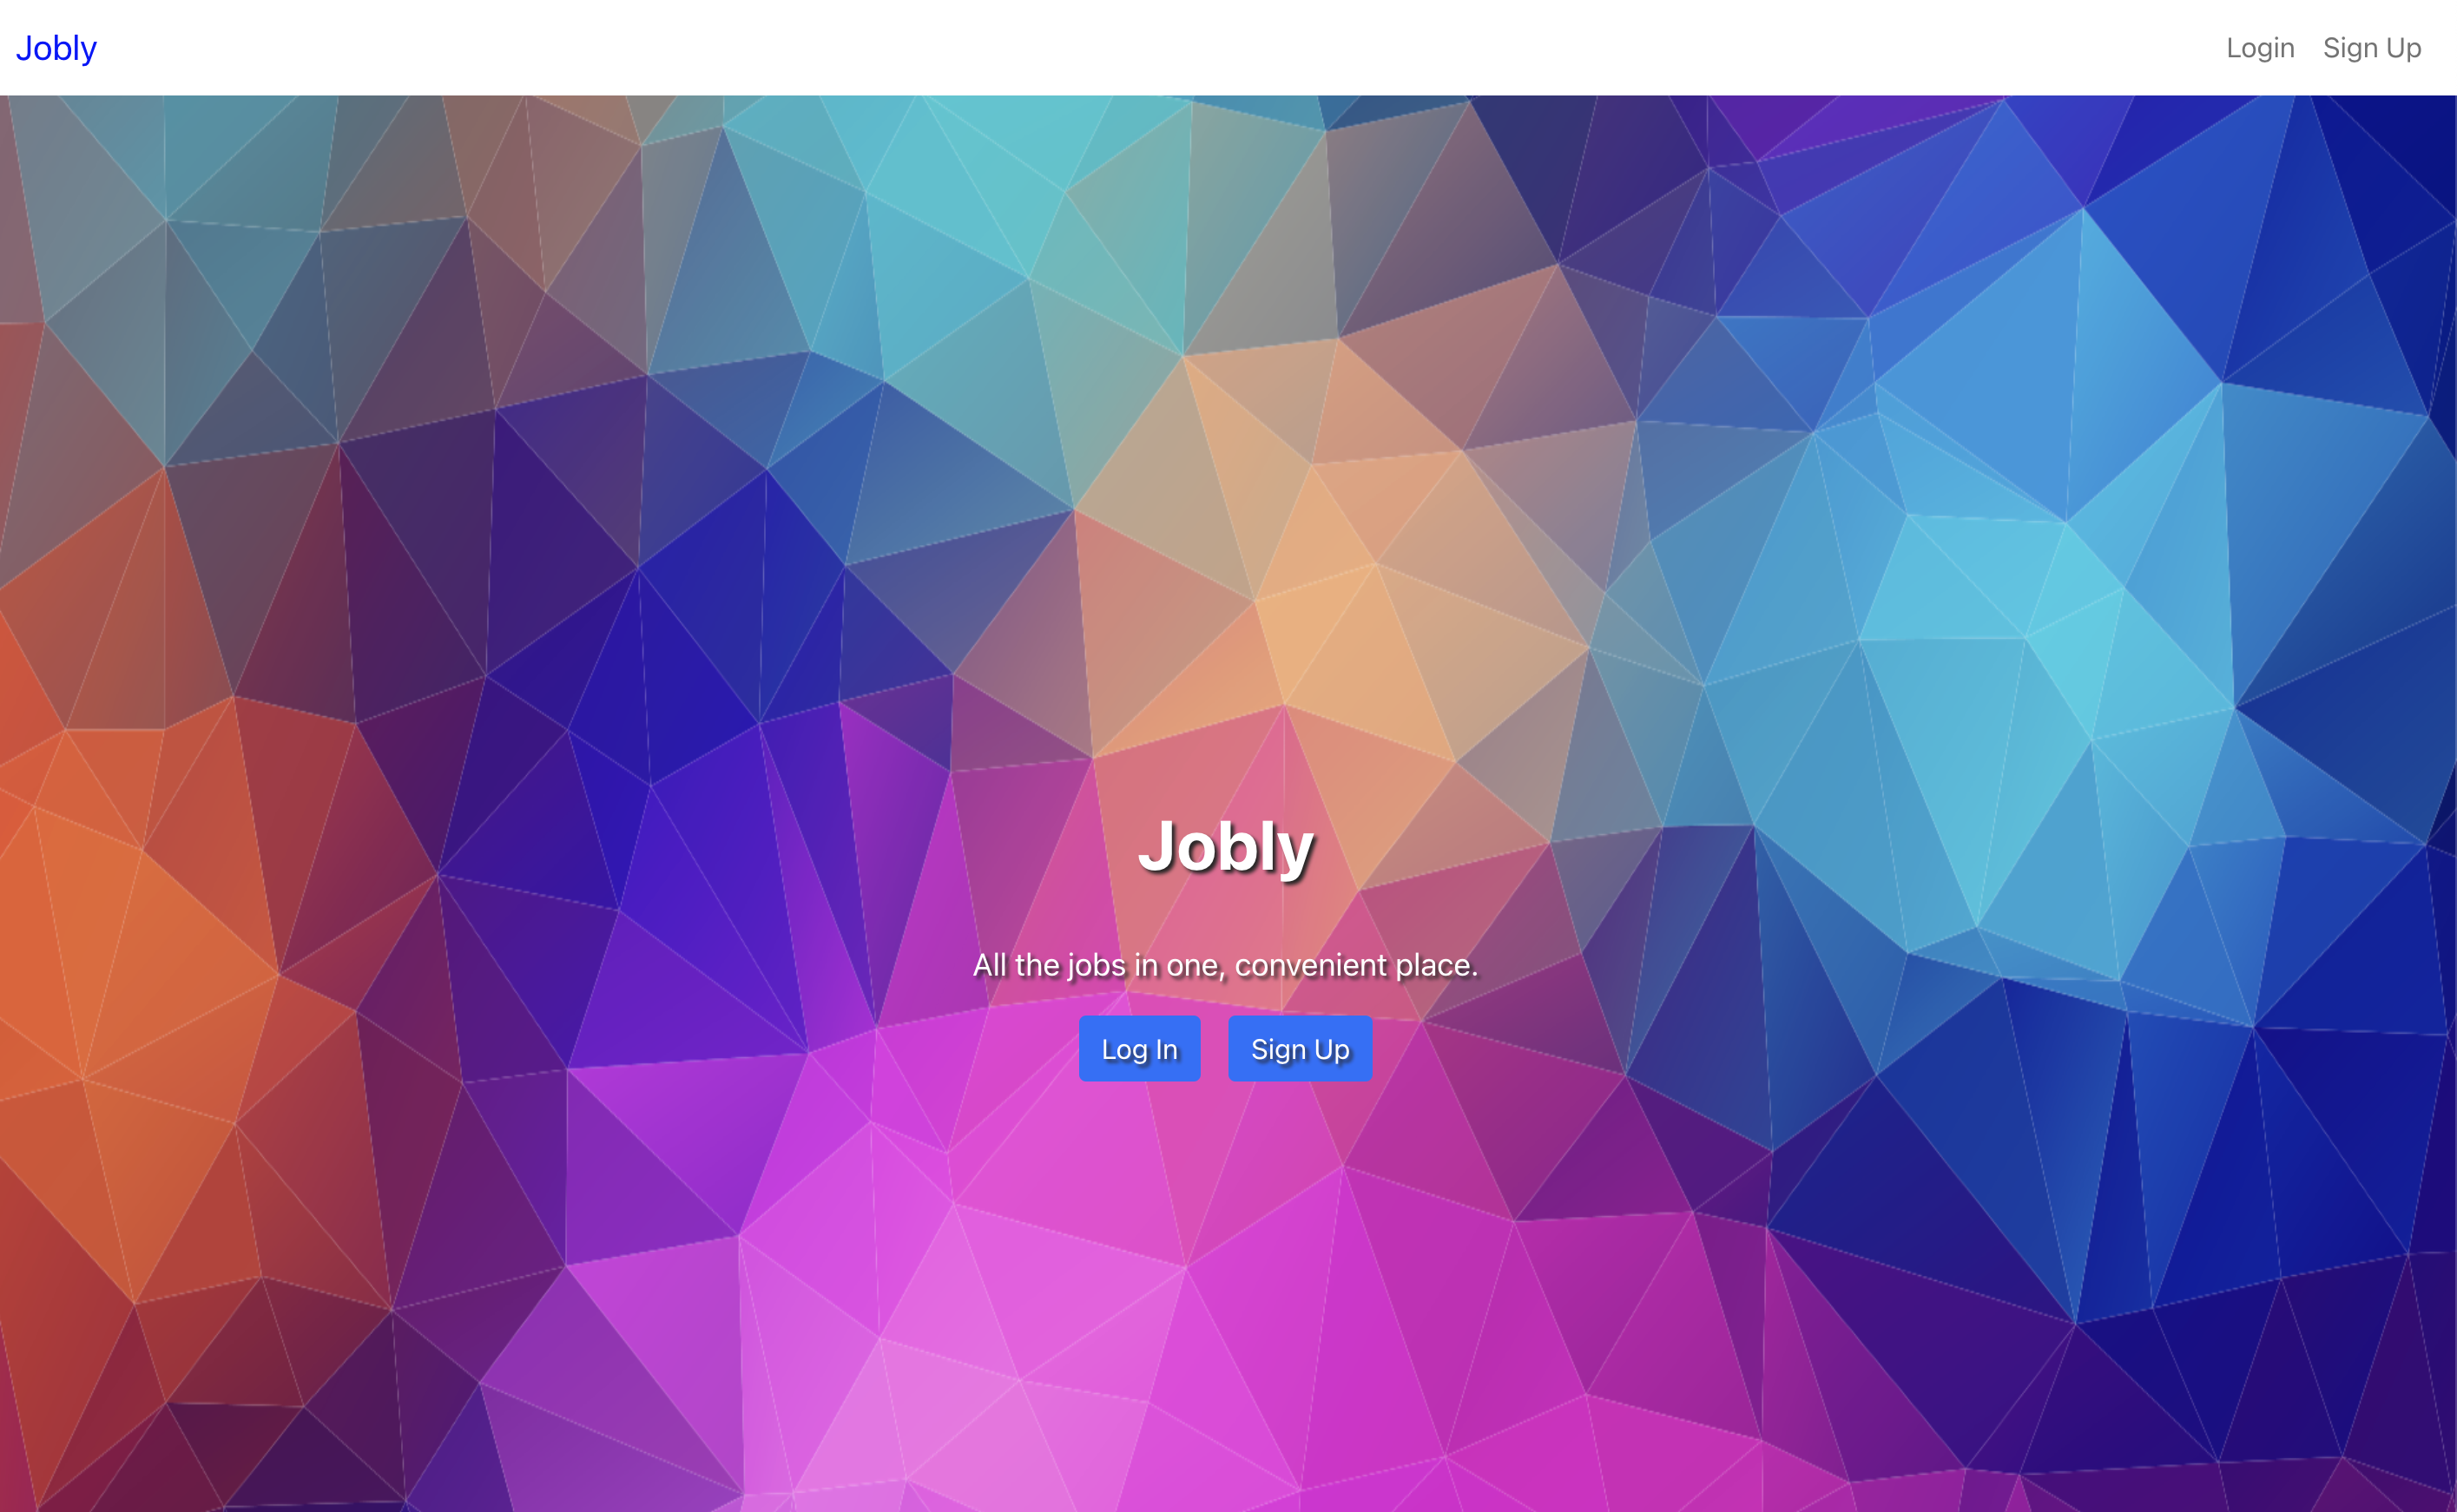 Jobly
Login Sign Up
Jobly
All the jobs in one, convenient place.
Log In
Sign Up